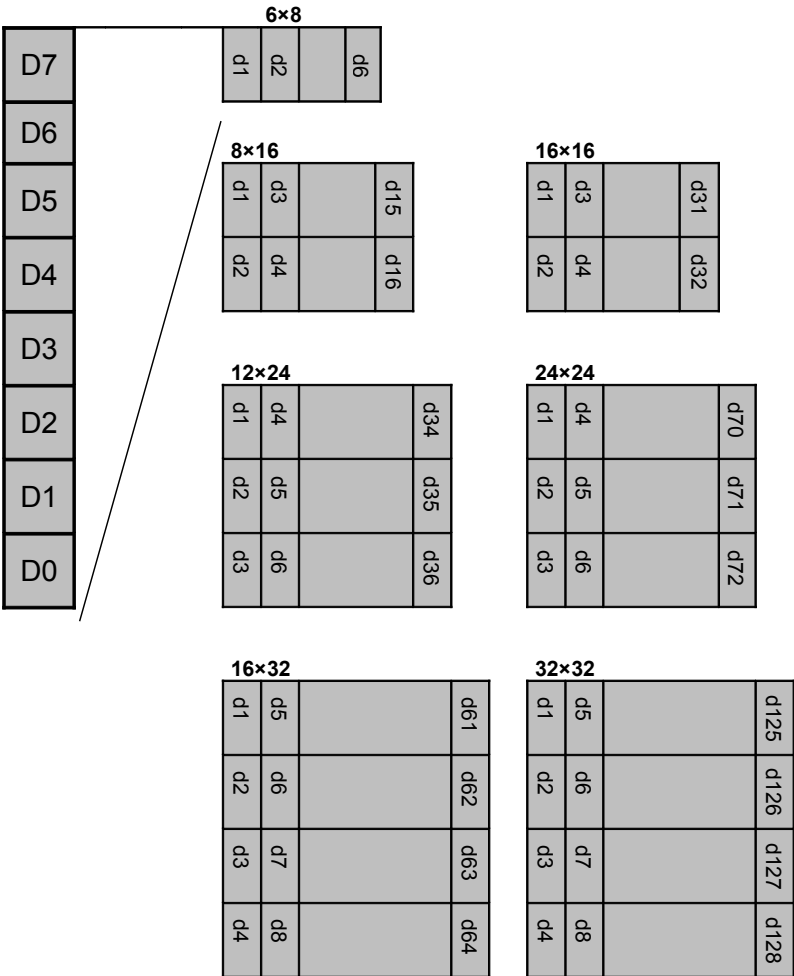 6×8
D7
D6
D5
D4
D3
D2
D1
D0
d1 d2 d6
8×16
d1 d3 d15
d2 d4 d16
16×16
d1 d3 d31
d2 d4 d32
12×24
d1 d4 d34
d2 d5 d35
d3 d6 d36
24×24
d1 d4 d70
d2 d5 d71
d3 d6 d72
16×32
d1 d5 d61
d2 d6 d62
d3 d7 d63
d4 d8 d64
32×32
d1 d5 d125
d2 d6 d126
d3 d7 d127
d4 d8 d128